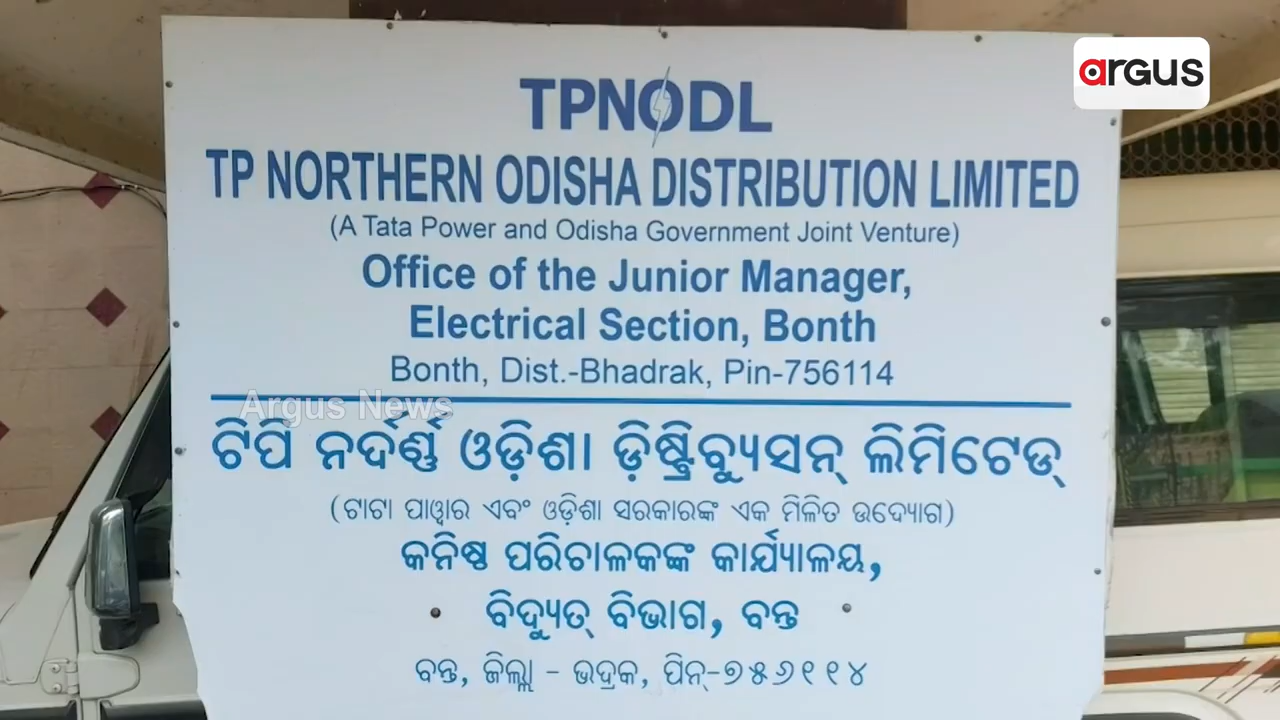 argus
TPNODL
TP NORTHERN ODISHA DISTRIBUTION LIMITED
(A Tata Power and Odisha Government Joint Venture)
Office of the Junior Manager,
Electrical Section, Bonth
Bonth, Dist.-Bhadrak, Pin-756114
Argus News
ଟିପି ନର୍ଦର୍ଣ୍ଣ ଓଡ଼ିଶା ଡ଼ିଷ୍ଟ୍ରିବ୍ୟୁସନ୍ ଲିମିଟେଡ୍
(ଟାଟା ପାୱାର ଏବଂ ଓଡ଼ିଶା ସରକାରଙ୍କ ଏକ ମିଳିତ ଉଦ୍ୟୋଗ)
କନିଷ୍ଠ ପରିଚାଳକଙ୍କ କାର୍ଯ୍ୟାଳୟ,
ବିଦ୍ୟୁତ୍ ବିଭାଗ, ବନ୍ତ
ବନ୍ତ, ଜିଲ୍ଲା - ଭଦ୍ରକ, ପିନ୍-୭୫୬୧୧୪